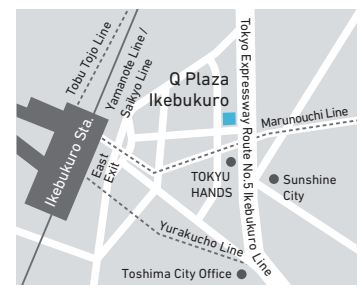 Tobu Tojo Line
Yamanote Line /
Saikyo Line
Q Plaza
Ikebukuro
Tokyo Expressway Route No.5 Ikebukuro Line
Marunouchi Line
Ikebukuro Sta.
East
Exit
TOKYU
HANDS
Sunshine
City
Yurakucho Line
Toshima City Office